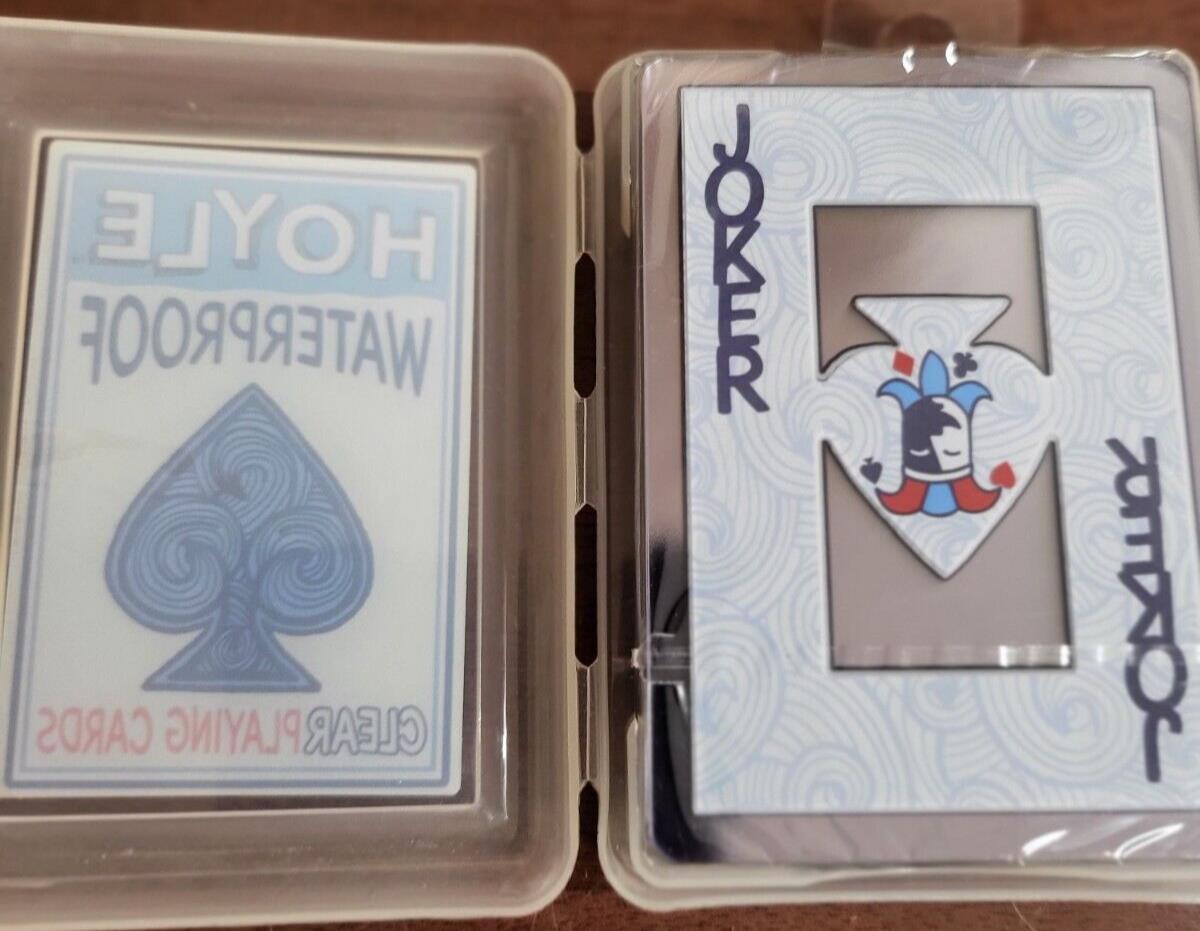 HOYLE
WATERPROOF
CLEAR PLAYING CARDS
JOKER
JOKER